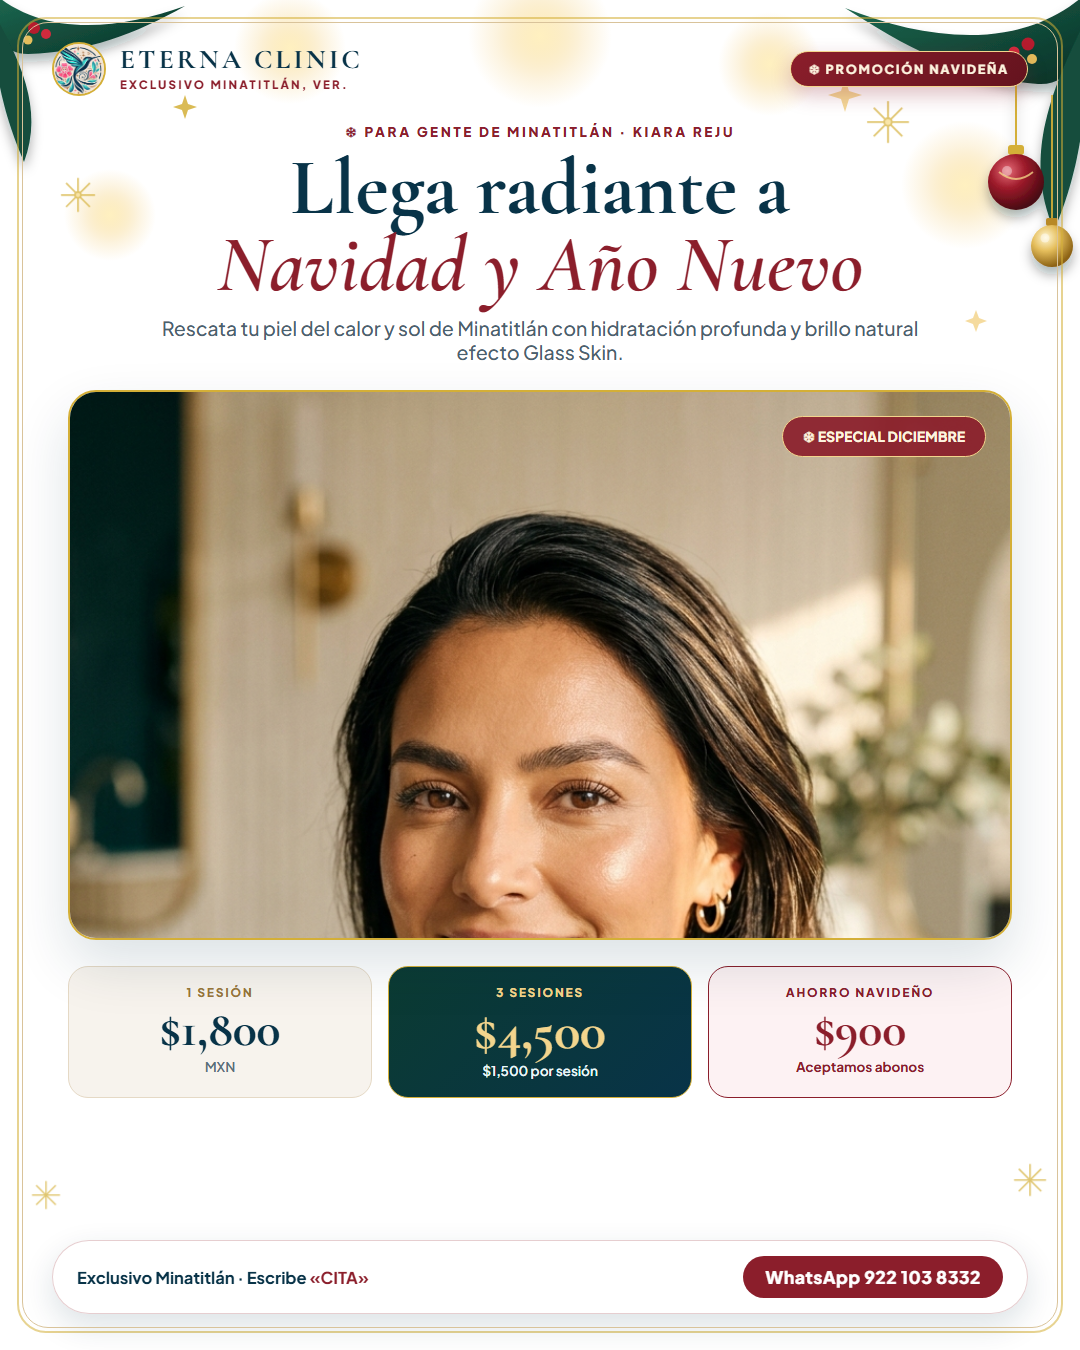 ETERNA CLINIC
EXCLUSIVO MINATITLÁN, VER.
❄ PROMOCIÓN NAVIDEÑA
❄ PARA GENTE DE MINATITLÁN · KIARA REJU
Llega radiante a
Navidad y Año Nuevo
Rescata tu piel del calor y sol de Minatitlán con hidratación profunda y brillo natural
efecto Glass Skin.
❄ ESPECIAL DICIEMBRE
1 SESIÓN
$1,800
MXN
3 SESIONES
$4,500
$1,500 por sesión
AHORRO NAVIDEÑO
$900
Aceptamos abonos
Exclusivo Minatitlán · Escribe «CITA»
WhatsApp 922 103 8332